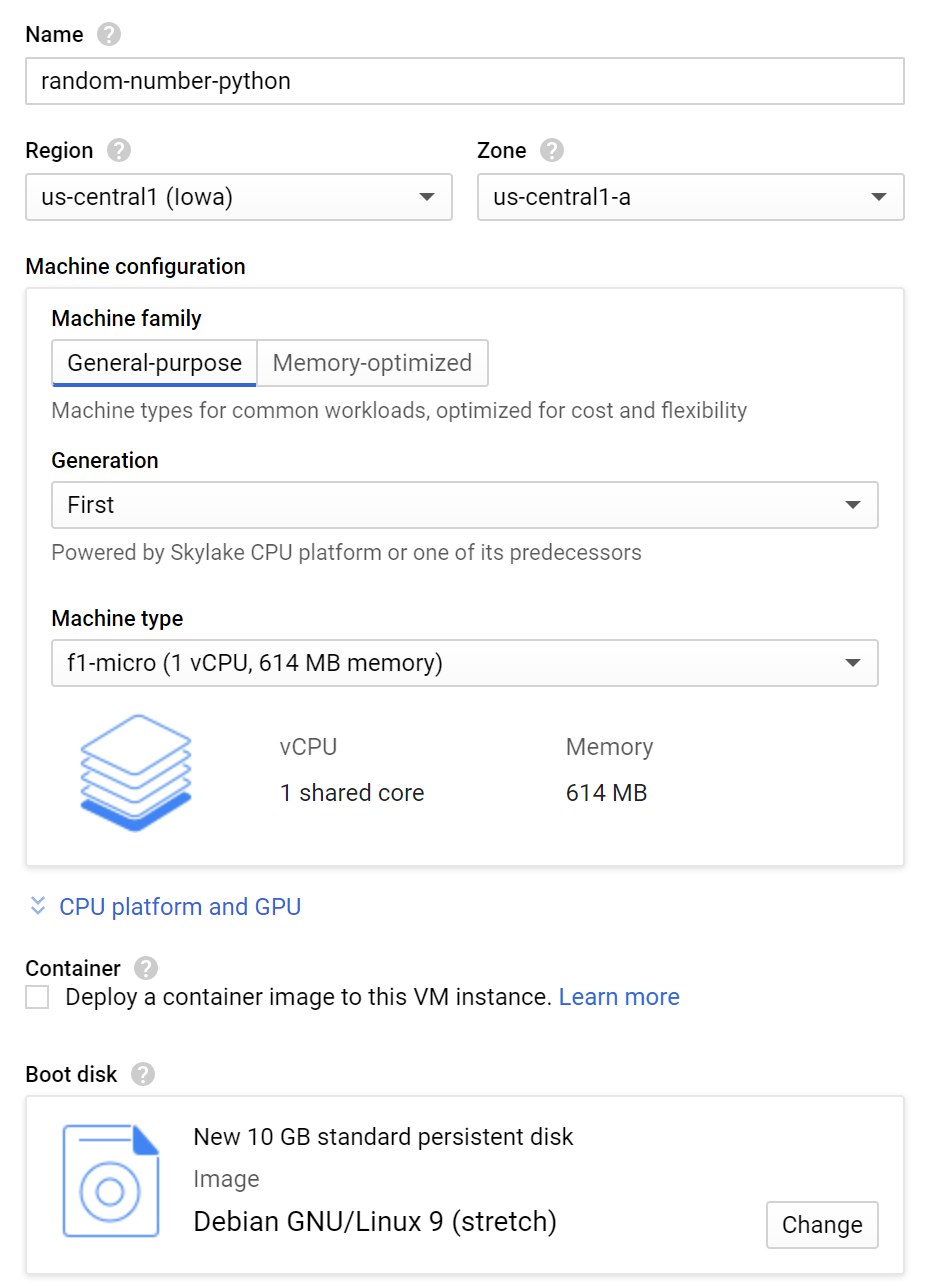 Name ?
random-number-python
Region ? Zone ?
us-central1 (Iowa) us-central1-a
Machine configuration
Machine family
General-purpose Memory-optimized
Machine types for common workloads, optimized for cost and flexibility
Generation
First
Powered by Skylake CPU platform or one of its predecessors
Machine type
f1-micro (1 vCPU, 614 MB memory)
vCPU Memory
1 shared core 614 MB
CPU platform and GPU
Container ?
Deploy a container image to this VM instance. Learn more
Boot disk ?
New 10 GB standard persistent disk
Image
Debian GNU/Linux 9 (stretch)
Change